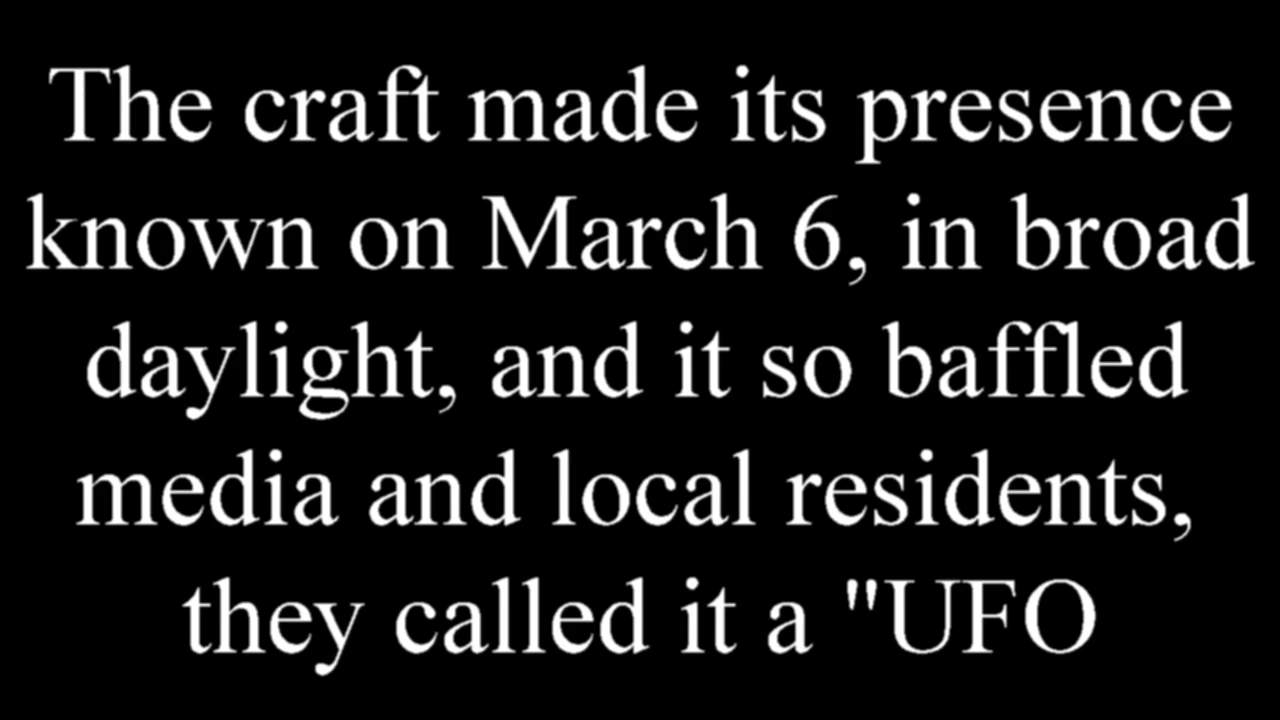 The craft made its presence
known on March 6, in broad
daylight, and it so baffled
media and local residents,
they called it a "UFO